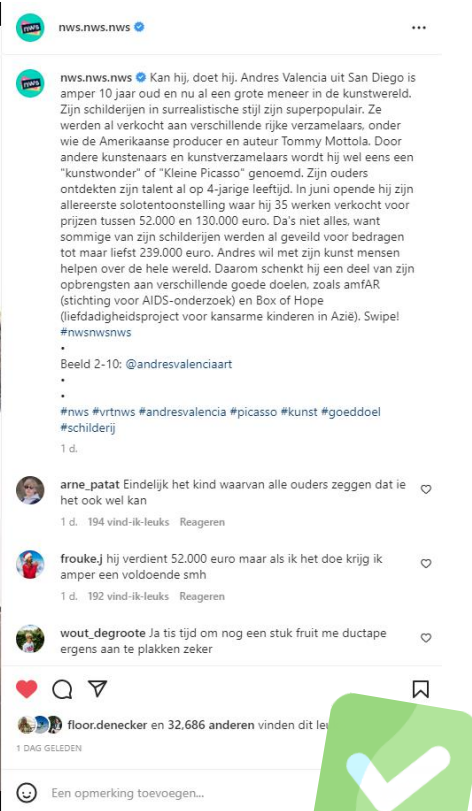 nws.nws.nws
nws.nws.nws Kan hij, doet hij. Andres Valencia uit San Diego is
amper 10 jaar oud en nu al een grote meneer in de kunstwereld.
Zijn schilderijen in surrealistische stijl zijn superpopulair. Ze
werden al verkocht aan verschillende rijke verzamelaars, onder
wie de Amerikaanse producer en auteur Tommy Mottola. Door
andere kunstenaars en kunstverzamelaars wordt hij wel eens een
"kunstwonder" of "Kleine Picasso" genoemd. Zijn ouders
ontdekten zijn talent al op 4-jarige leeftijd. In juni opende hij zijn
allereerste solotentoonstelling waar hij 35 werken verkocht voor
prijzen tussen 52.000 en 130.000 euro. Da's niet alles, want
sommige van zijn schilderijen werden al geveild voor bedragen
tot maar liefst 239.000 euro. Andres wil met zijn kunst mensen
helpen over de hele wereld. Daarom schenkt hij een deel van zijn
opbrengsten aan verschillende goede doelen, zoals amfAR
(stichting voor AIDS-onderzoek) en Box of Hope
(liefdadigheidsproject voor kansarme kinderen in Azië). Swipe!
#nwsnwsnws
•
Beeld 2-10: @andresvalenciaart
•
•
#nws #vrtnws #andresvalencia #picasso #kunst #goeddoel
#schilderij
1 d.
arne_patat Eindelijk het kind waarvan alle ouders zeggen dat ie
het ook wel kan
1 d. 194 vind-ik-leuks Reageren
frouke.j hij verdient 52.000 euro maar als ik het doe krijg ik
amper een voldoende smh
1 d. 192 vind-ik-leuks Reageren
wout_degroote Ja tis tijd om nog een stuk fruit me ductape
ergens aan te plakken zeker
floor.denecker en 32,686 anderen vinden dit
1 DAG GELEDEN
Een opmerking toevoegen...